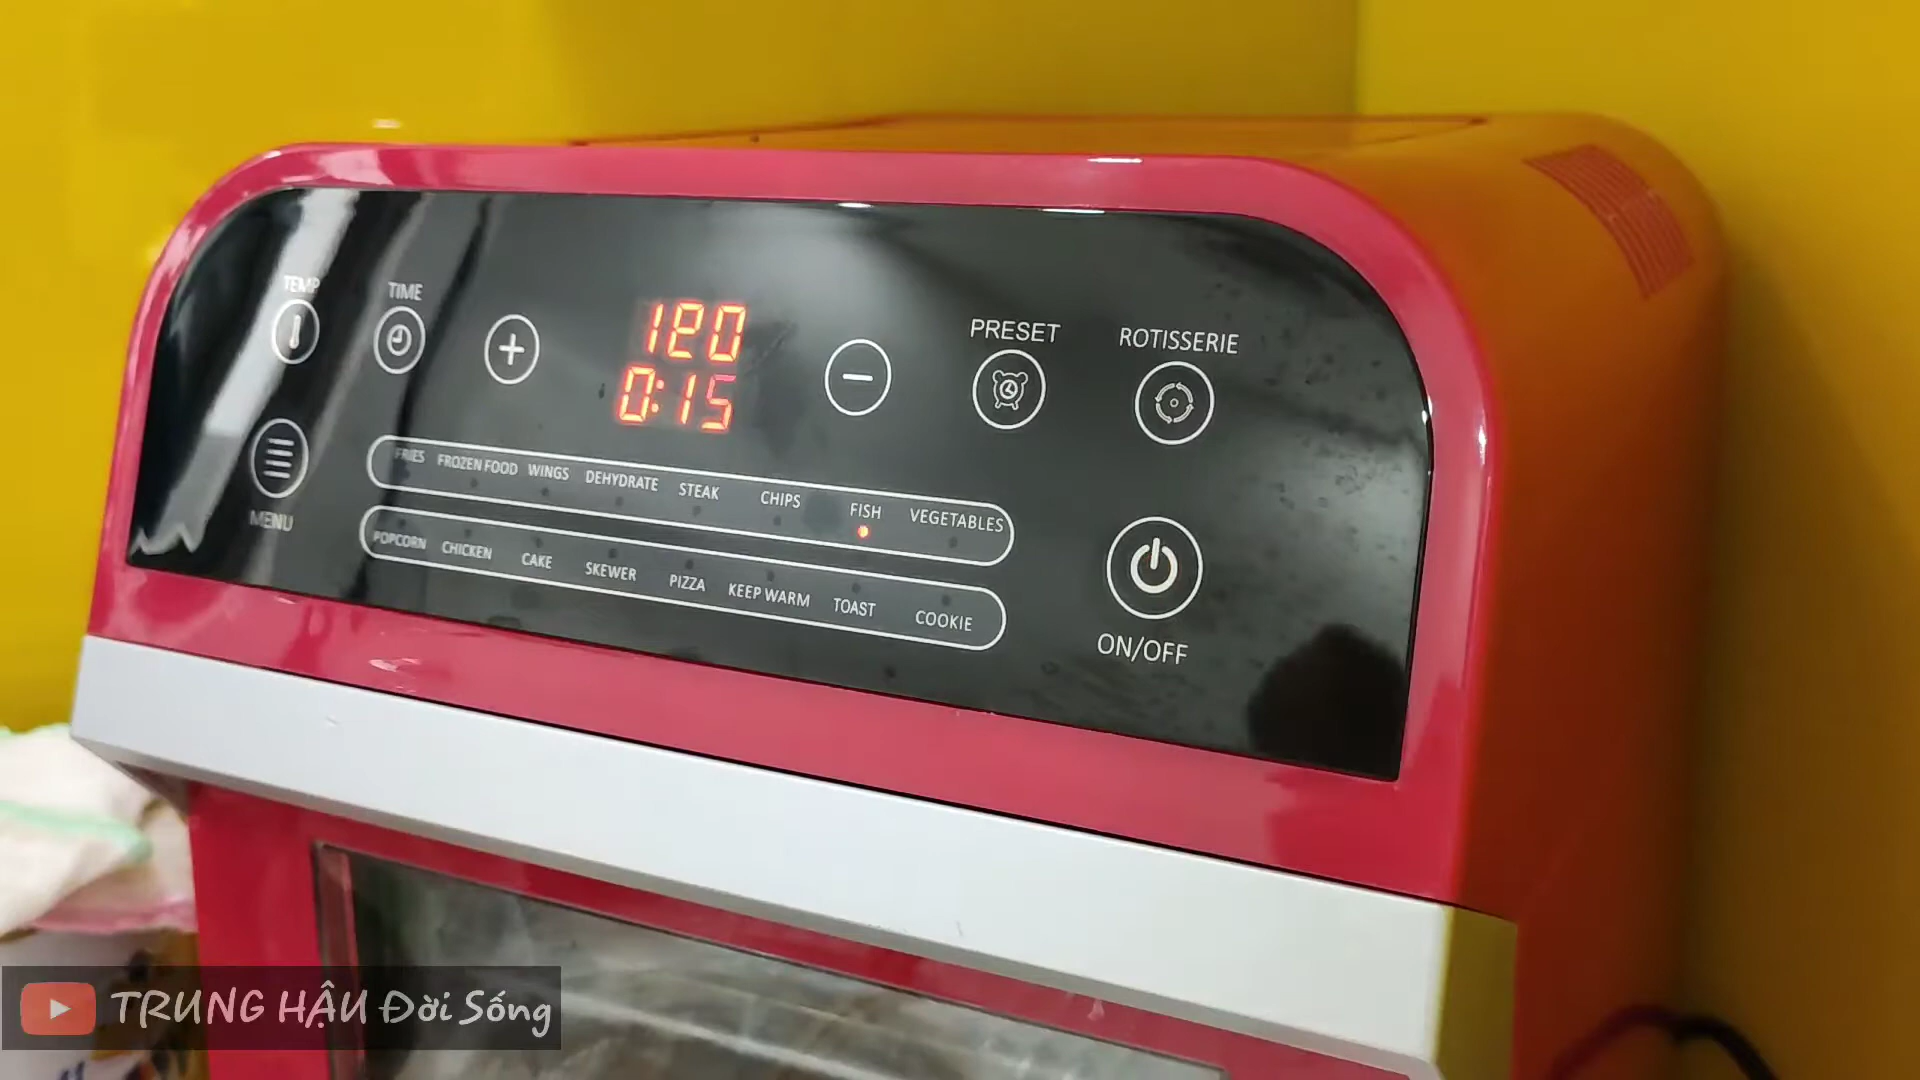 TEMP
TIME
PRESET
ROTISSERIE
190
0:15
MENU
FRIES FROZEN FOOD WINGS DEHYDRATE STEAK CHIPS FISH VEGETABLES
POPCORN CHICKEN CAKE SKEWER PIZZA KEEP WARM TOAST COOKIE
ON/OFF
TRUNG HẬU Đời Sống